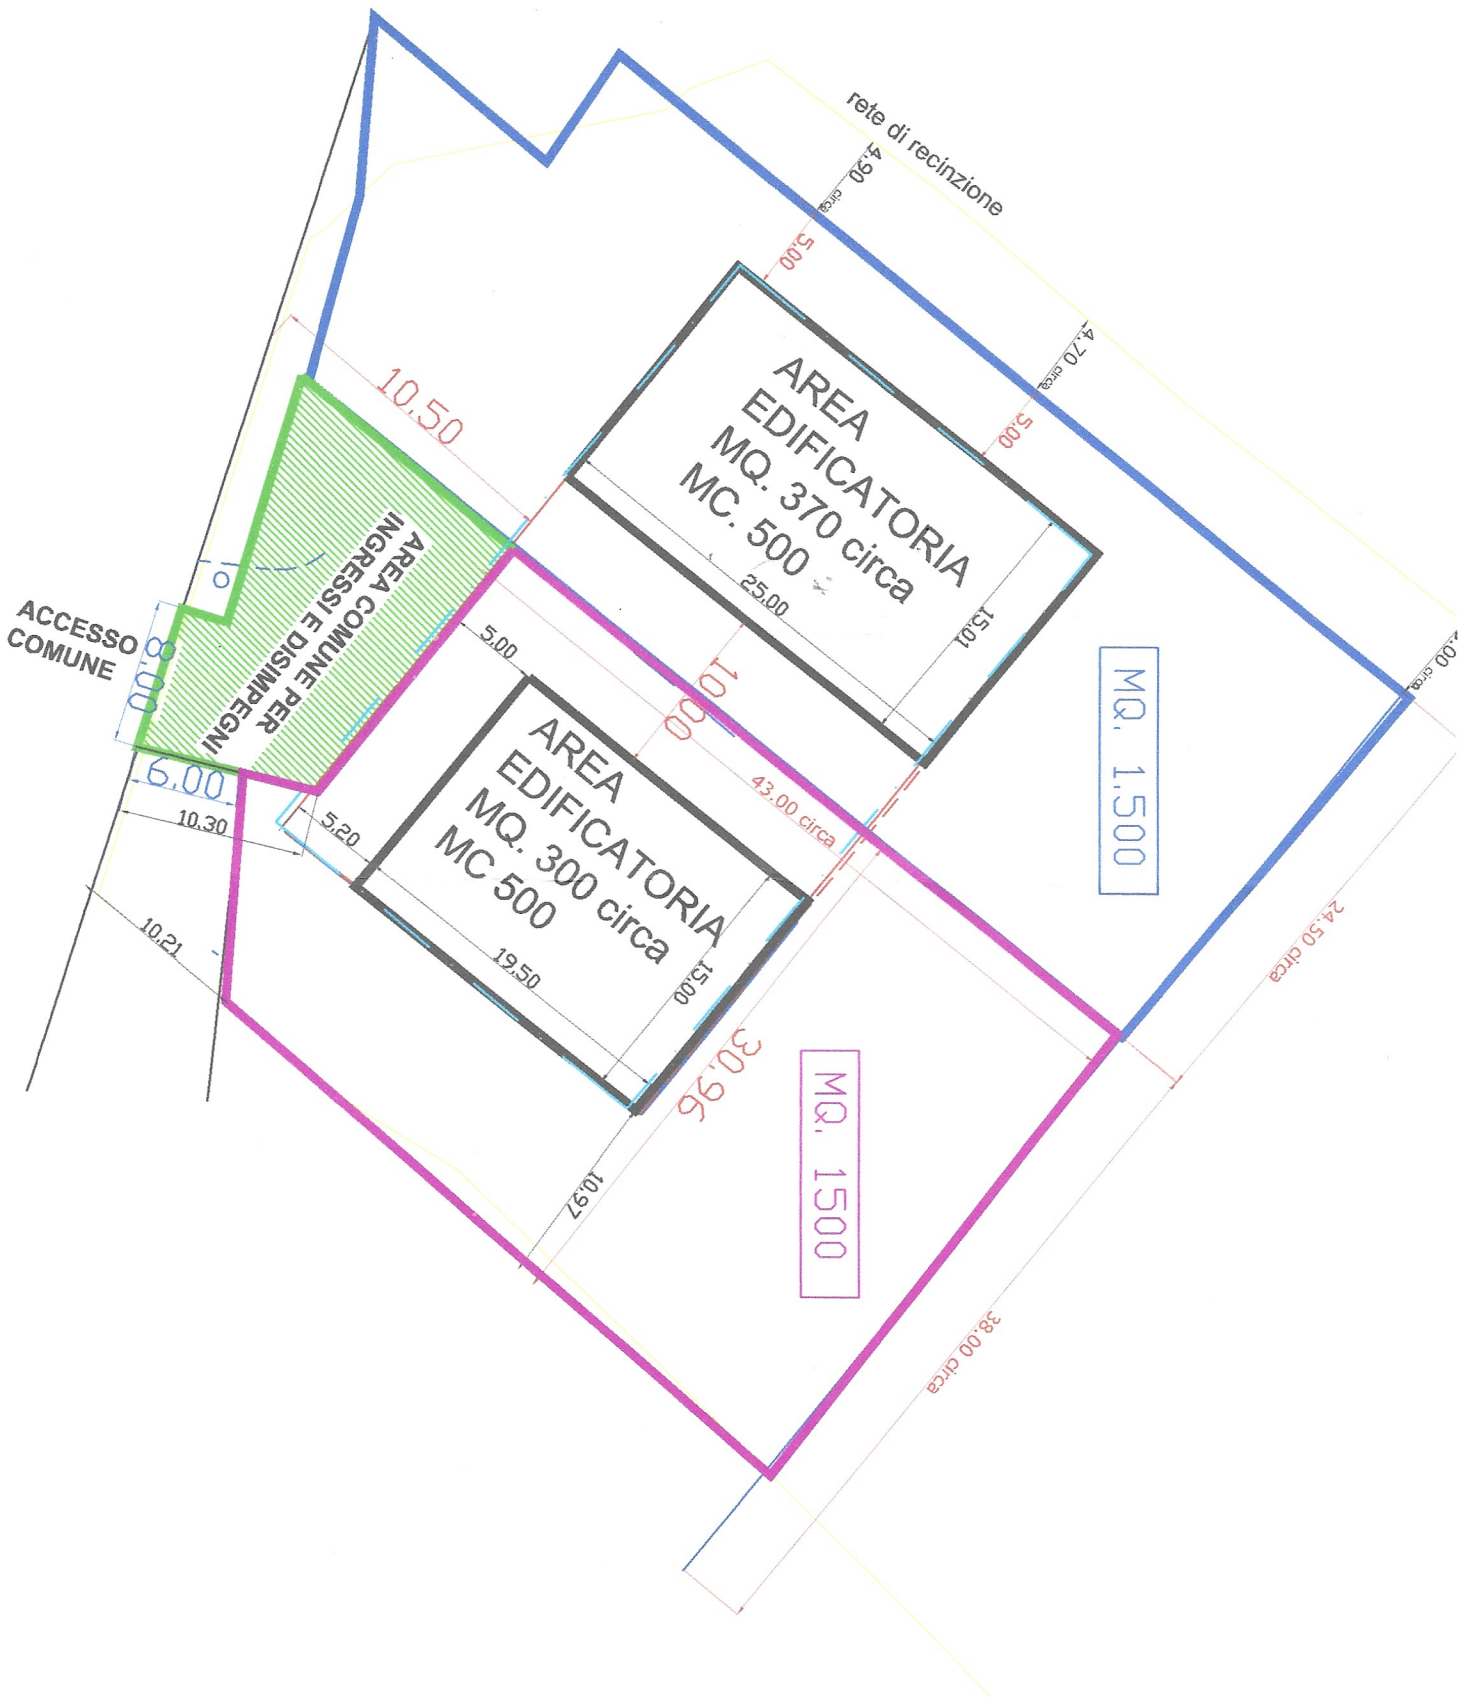 rete di recinzione
4.90 circa
5.00
4.70 circa
5.00
10.50
AREA
EDIFICATORIA
MQ. 370 circa
MC. 500
25.00
15.01
AREA COMUNE PER
INGRESSI E DISIMPEGNI
ACCESSO
COMUNE
8.00
6.00
10.30
10.21
5.00
5.20
10.00
43.00 circa
AREA
EDIFICATORIA
MQ. 300 circa
MC 500
19.50
15.00
30.96
10.97
MQ. 1.500
MQ. 1500
.00 circa
24.50 circa
38.00 circa